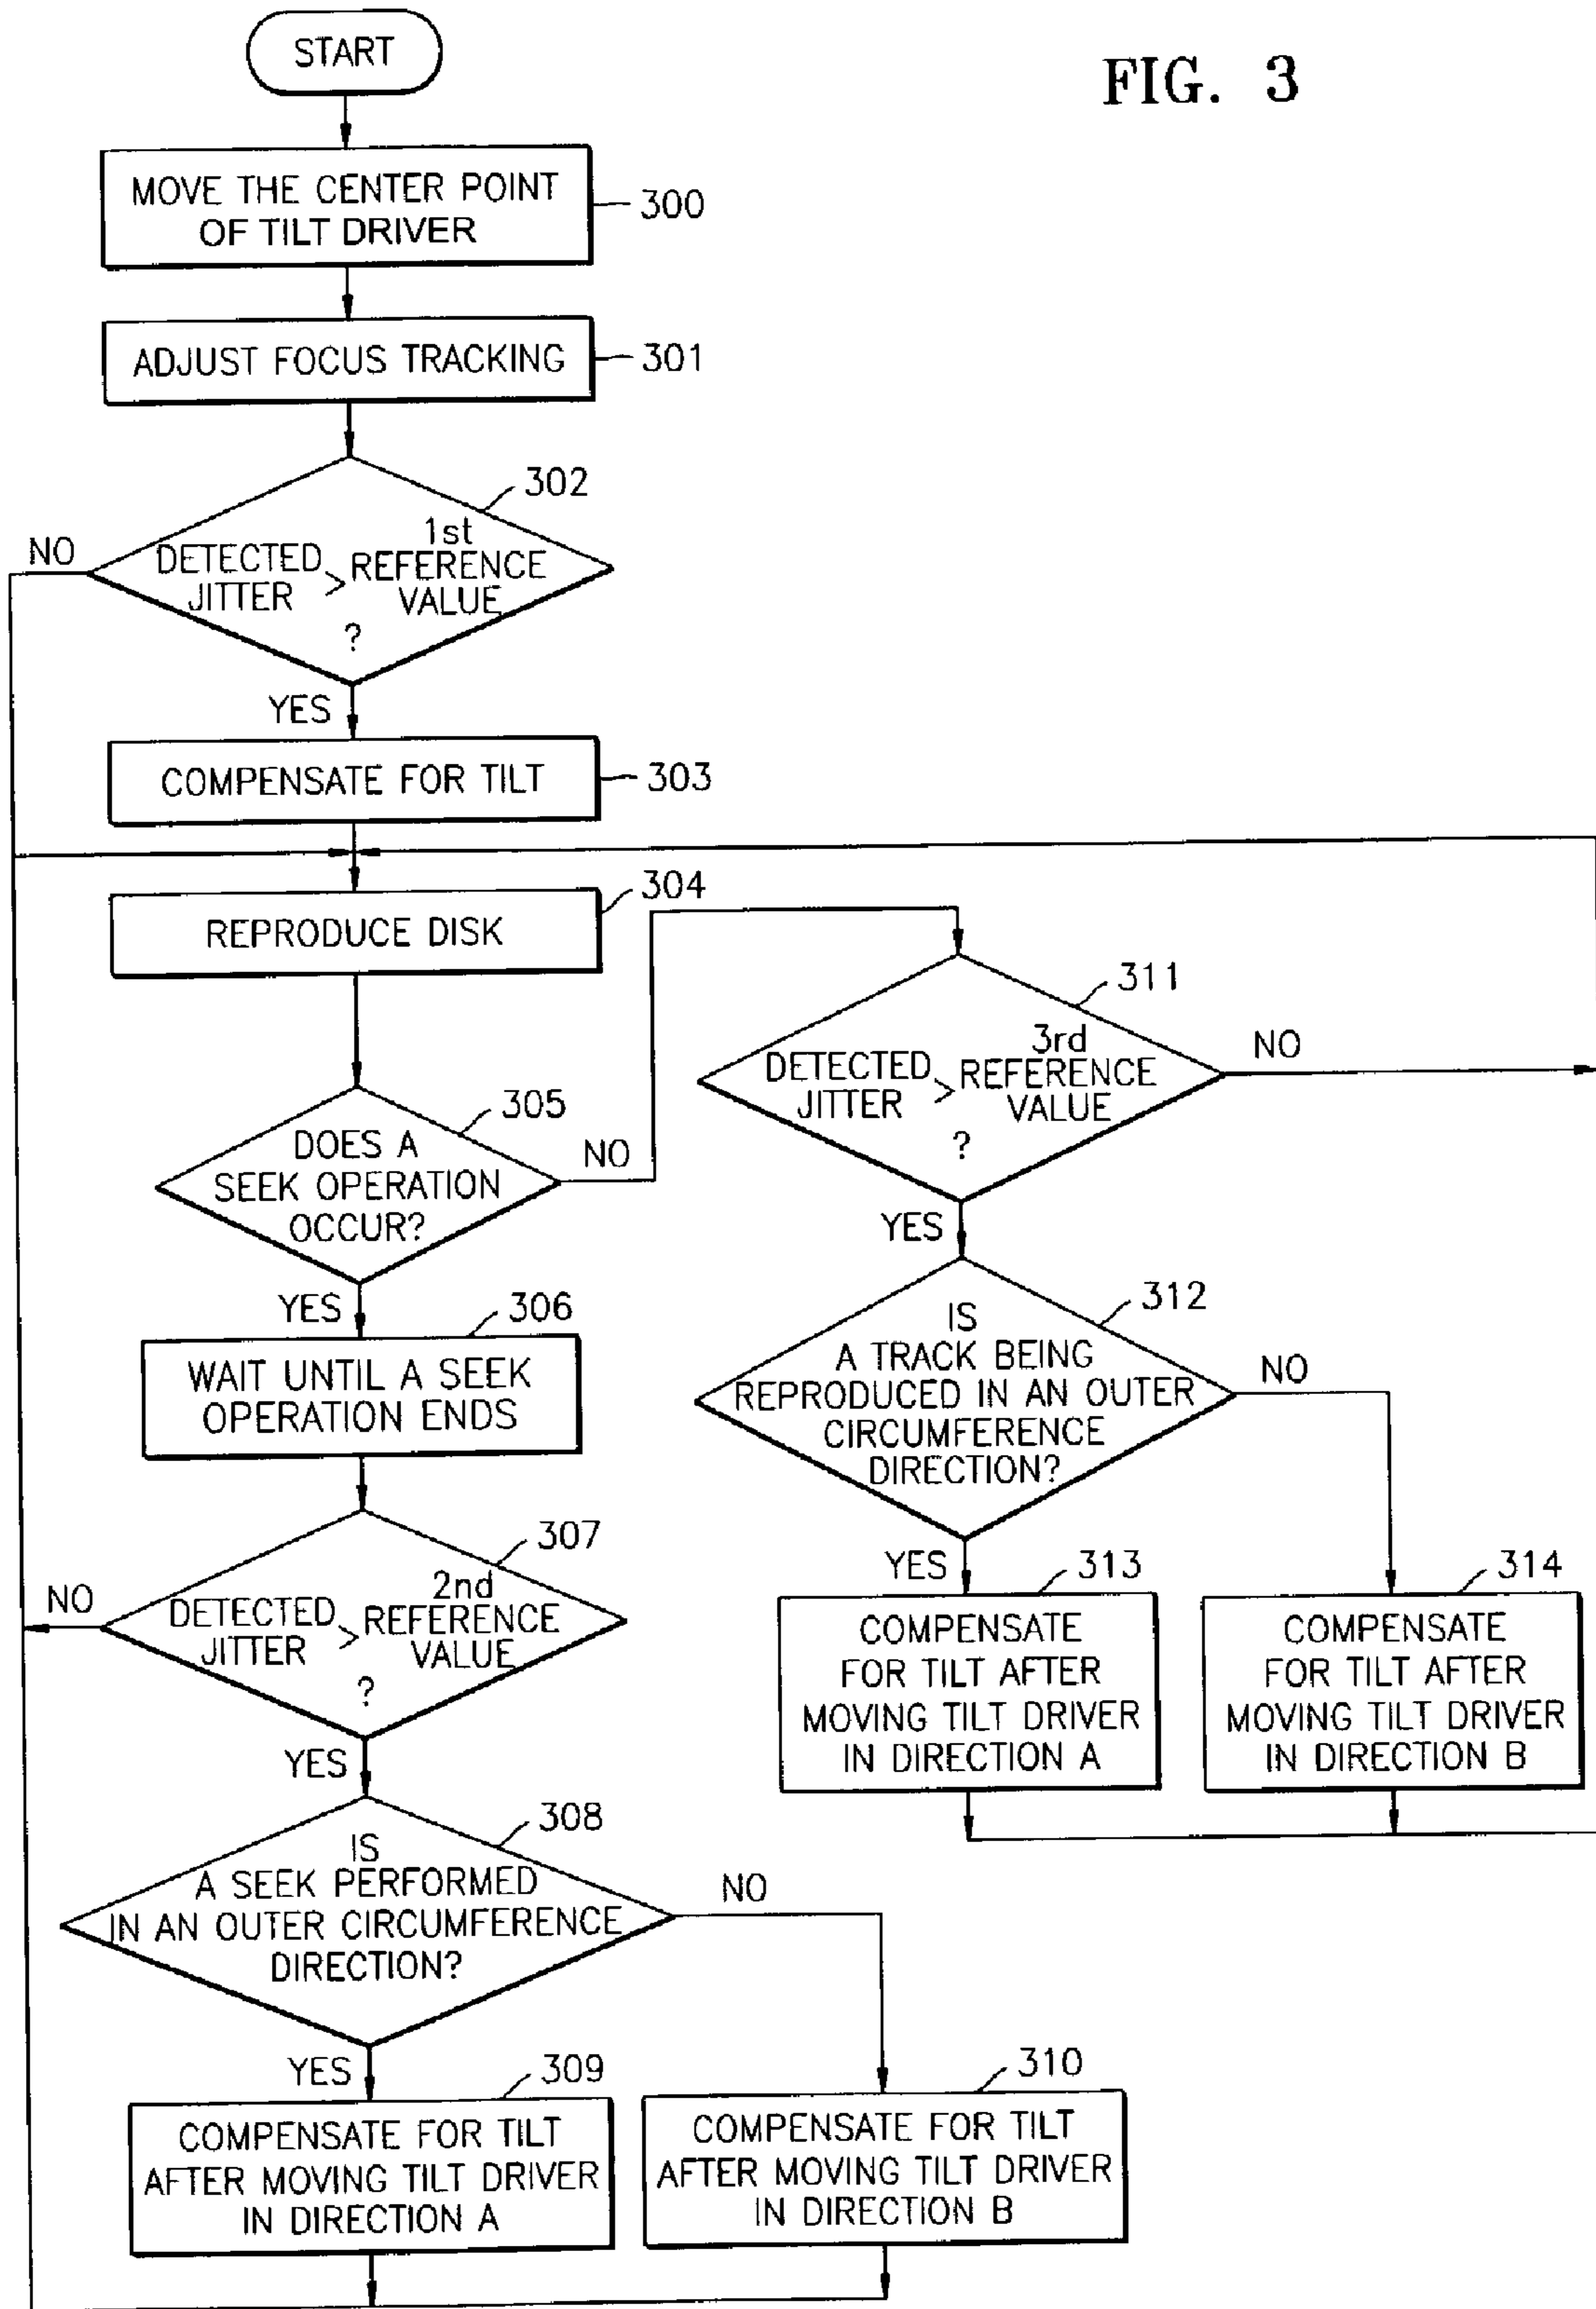 START
FIG. 3
MOVE THE CENTER POINT
OF TILT DRIVER
300
ADJUST FOCUS TRACKING
301
302
NO
DETECTED
JITTER
>
1st
REFERENCE
VALUE
?
YES
COMPENSATE FOR TILT
303
304
REPRODUCE DISK
305
DOES A
SEEK OPERATION
OCCUR?
NO
YES
306
WAIT UNTIL A SEEK
OPERATION ENDS
307
NO
DETECTED
JITTER
>
2nd
REFERENCE
VALUE
?
YES
308
IS
A SEEK PERFORMED
IN AN OUTER CIRCUMFERENCE
DIRECTION?
NO
YES
309
COMPENSATE FOR TILT
AFTER MOVING TILT DRIVER
IN DIRECTION A
310
COMPENSATE FOR TILT
AFTER MOVING TILT DRIVER
IN DIRECTION B
311
DETECTED
JITTER
>
3rd
REFERENCE
VALUE
?
NO
YES
312
IS
A TRACK BEING
REPRODUCED IN AN OUTER
CIRCUMFERENCE
DIRECTION?
NO
YES
313
COMPENSATE
FOR TILT AFTER
MOVING TILT DRIVER
IN DIRECTION A
314
COMPENSATE
FOR TILT AFTER
MOVING TILT DRIVER
IN DIRECTION B